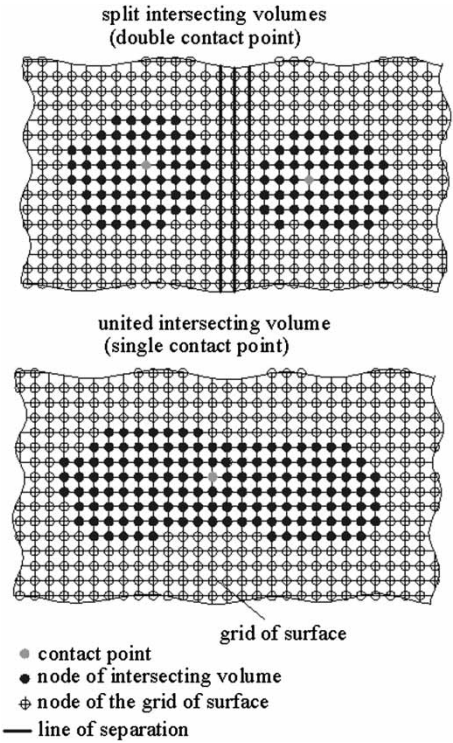 split intersecting volumes
(double contact point)
united intersecting volume
(single contact point)
grid of surface
contact point
node of intersecting volume
node of the grid of surface
line of separation